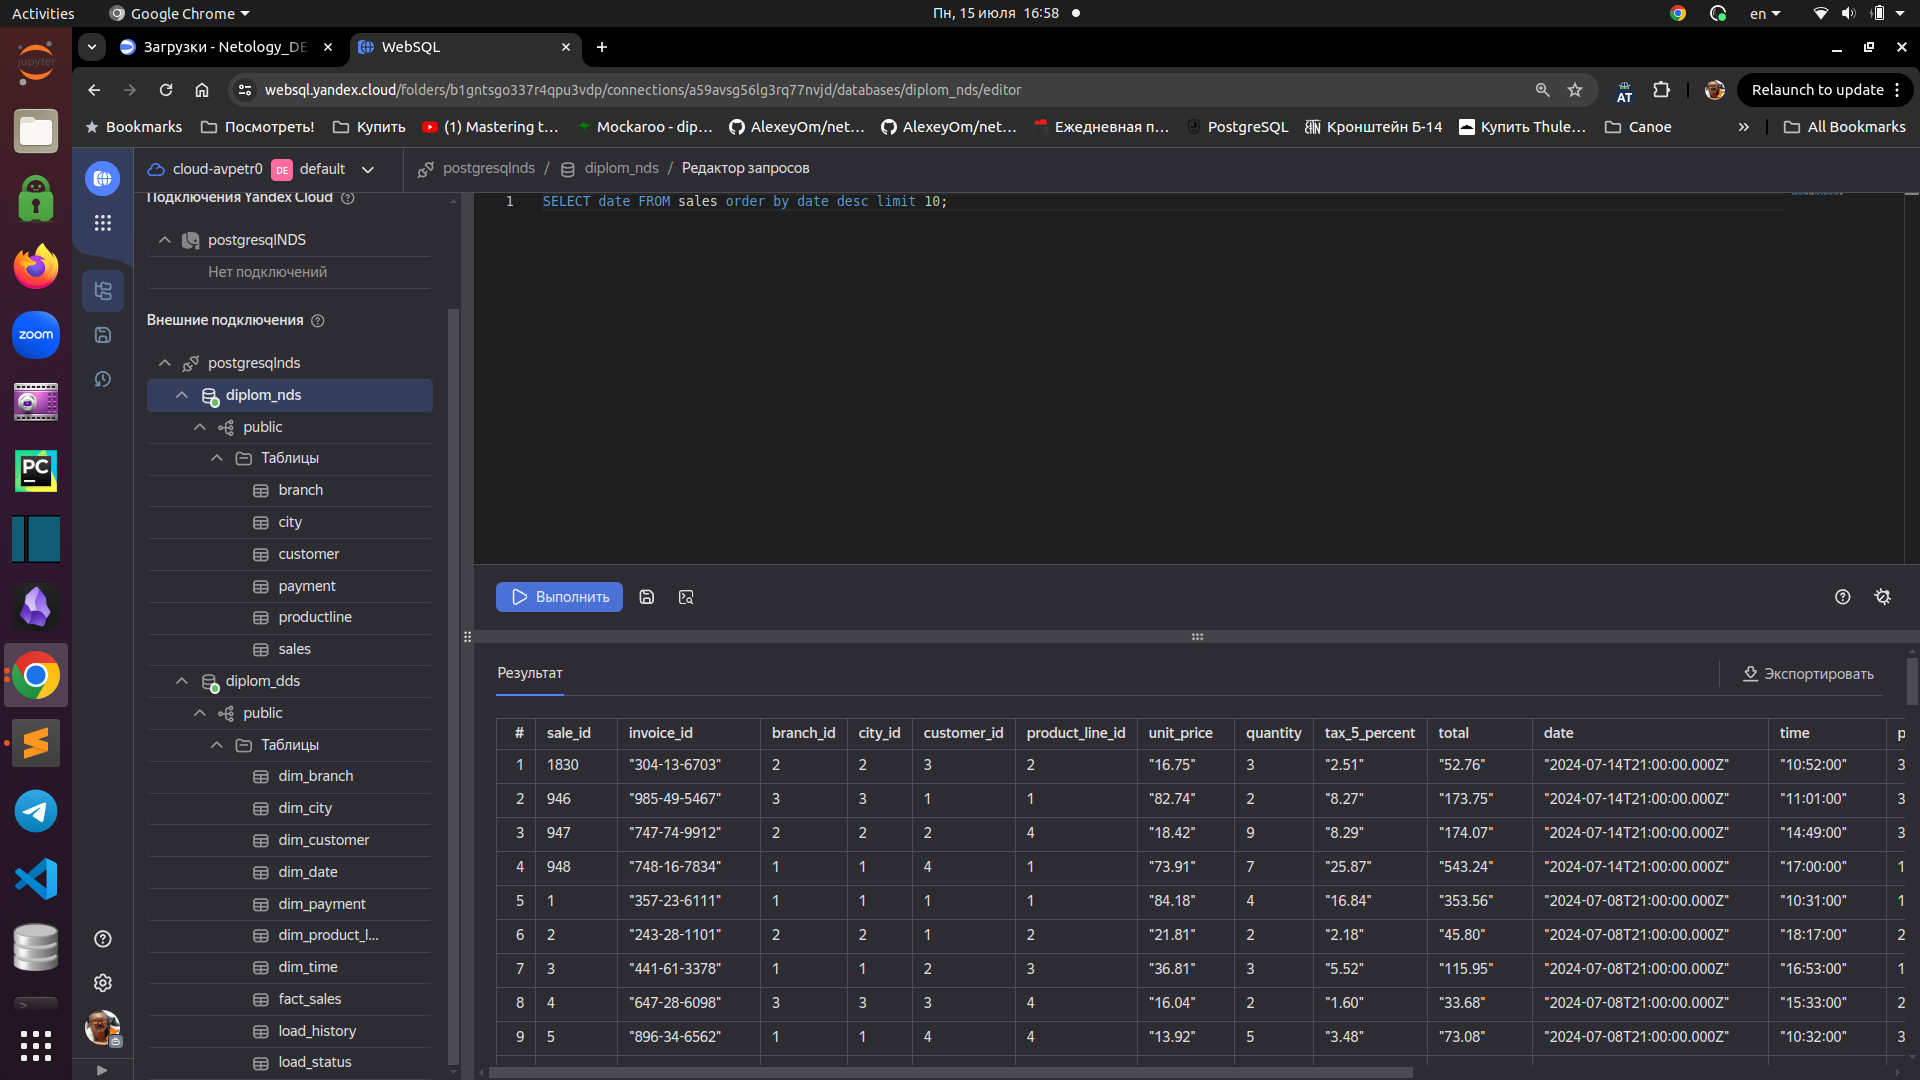 Activities
Google Chrome
Пн, 15 июля 16:58
en
Загрузки - Netology_DE
WebSQL
websql.yandex.cloud/folders/b1gntsgo337r4qpu3vdp/connections/a59avsg56lg3rq77nvjd/databases/diplom_nds/editor
AT
Relaunch to update
Bookmarks
Посмотреть!
Купить
(1) Mastering t...
Mockaroo - dip...
AlexeyOm/net...
AlexeyOm/net...
Ежедневная п...
PostgreSQL
Кронштейн Б-14
Купить Thule...
Canoe
All Bookmarks
cloud-avpetr0
DE
default
postgresqlnds / diplom_nds / Редактор запросов
Подключения Yandex Cloud
postgresqlNDS
Нет подключений
Внешние подключения
postgresqlnds
diplom_nds
public
Таблицы
branch
city
customer
payment
productline
sales
diplom_dds
public
Таблицы
dim_branch
dim_city
dim_customer
dim_date
dim_payment
dim_product_l...
dim_time
fact_sales
load_history
load_status
jupyter
zoom
PC
1 SELECT date FROM sales order by date desc limit 10;
Выполнить
Результат
Экспортировать
# sale_id invoice_id branch_id city_id customer_id product_line_id unit_price quantity tax_5_percent total date time p
1 1830 "304-13-6703" 2 2 3 2 "16.75" 3 "2.51" "52.76" "2024-07-14T21:00:00.000Z" "10:52:00" 3
2 946 "985-49-5467" 3 3 1 1 "82.74" 2 "8.27" "173.75" "2024-07-14T21:00:00.000Z" "11:01:00" 3
3 947 "747-74-9912" 2 2 2 4 "18.42" 9 "8.29" "174.07" "2024-07-14T21:00:00.000Z" "14:49:00" 3
4 948 "748-16-7834" 1 1 4 1 "73.91" 7 "25.87" "543.24" "2024-07-14T21:00:00.000Z" "17:00:00" 1
5 1 "357-23-6111" 1 1 1 1 "84.18" 4 "16.84" "353.56" "2024-07-08T21:00:00.000Z" "10:31:00" 1
6 2 "243-28-1101" 2 2 1 2 "21.81" 2 "2.18" "45.80" "2024-07-08T21:00:00.000Z" "18:17:00" 2
7 3 "441-61-3378" 1 1 2 3 "36.81" 3 "5.52" "115.95" "2024-07-08T21:00:00.000Z" "16:53:00" 1
8 4 "647-28-6098" 3 3 3 4 "16.04" 2 "1.60" "33.68" "2024-07-08T21:00:00.000Z" "15:33:00" 2
9 5 "896-34-6562" 1 1 4 4 "13.92" 5 "3.48" "73.08" "2024-07-08T21:00:00.000Z" "10:32:00" 3